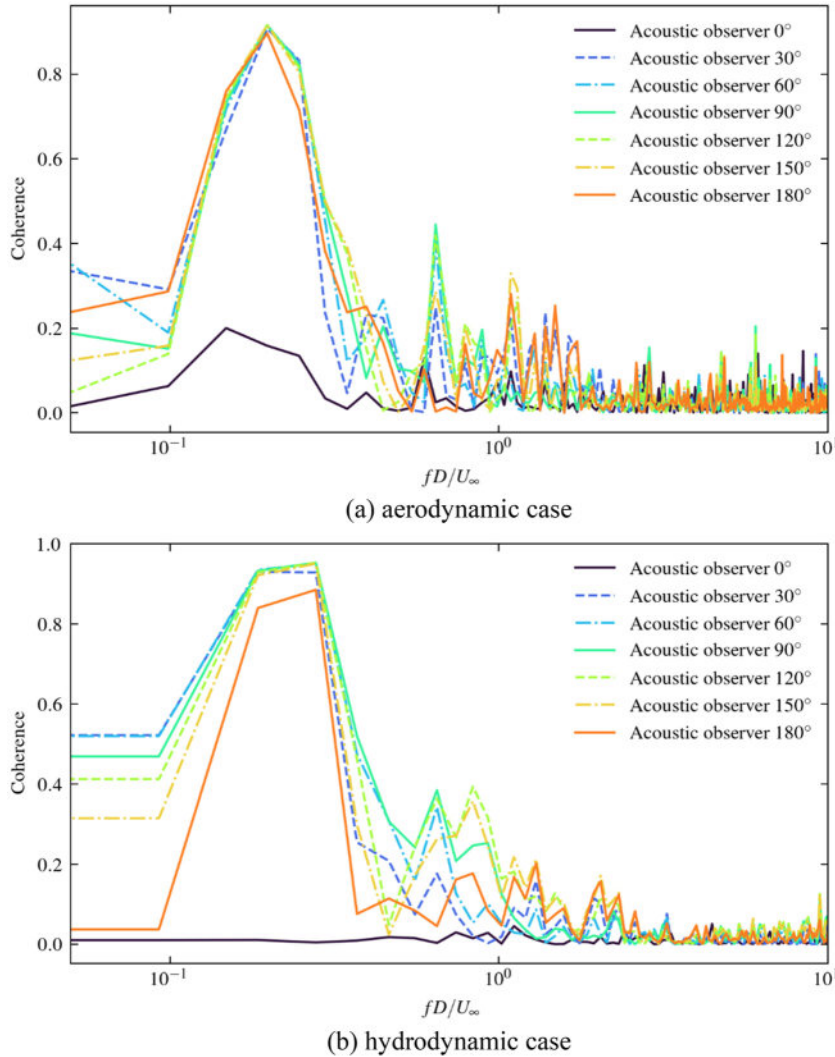 0.8
0.6
0.4
0.2
0.0
Coherence
Acoustic observer 0°
Acoustic observer 30°
Acoustic observer 60°
Acoustic observer 90°
Acoustic observer 120°
Acoustic observer 150°
Acoustic observer 180°
10⁻¹
10⁰
10
fD/U∞
(a) aerodynamic case
1.0
0.8
0.6
0.4
0.2
0.0
Coherence
Acoustic observer 0°
Acoustic observer 30°
Acoustic observer 60°
Acoustic observer 90°
Acoustic observer 120°
Acoustic observer 150°
Acoustic observer 180°
10⁻¹
10⁰
10
fD/U∞
(b) hydrodynamic case